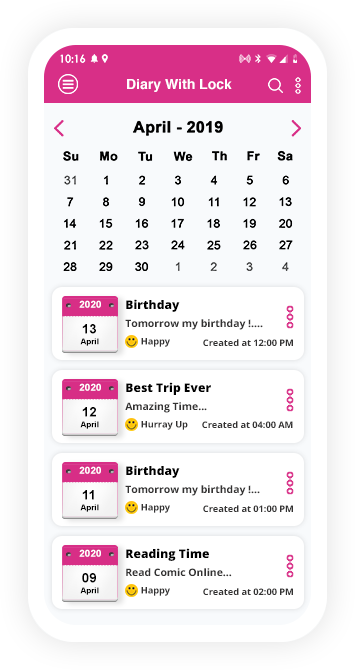 10:16
Diary With Lock
April - 2019
Su Mo Tu We Th Fr Sa
31 1 2 3 4 5 6
7 8 9 10 11 12 13
14 15 16 17 18 19 20
21 22 23 24 25 26 27
28 29 30 1 2 3 4
2020
13
April
Birthday
Tomorrow my birthday !....
Happy
Created at 12:00 PM
2020
12
April
Best Trip Ever
Amazing Time...
Hurray Up
Created at 04:00 AM
2020
11
April
Birthday
Tomorrow my birthday !...
Happy
Created at 01:00 PM
2020
09
April
Reading Time
Read Comic Online...
Happy
Created at 02:00 PM